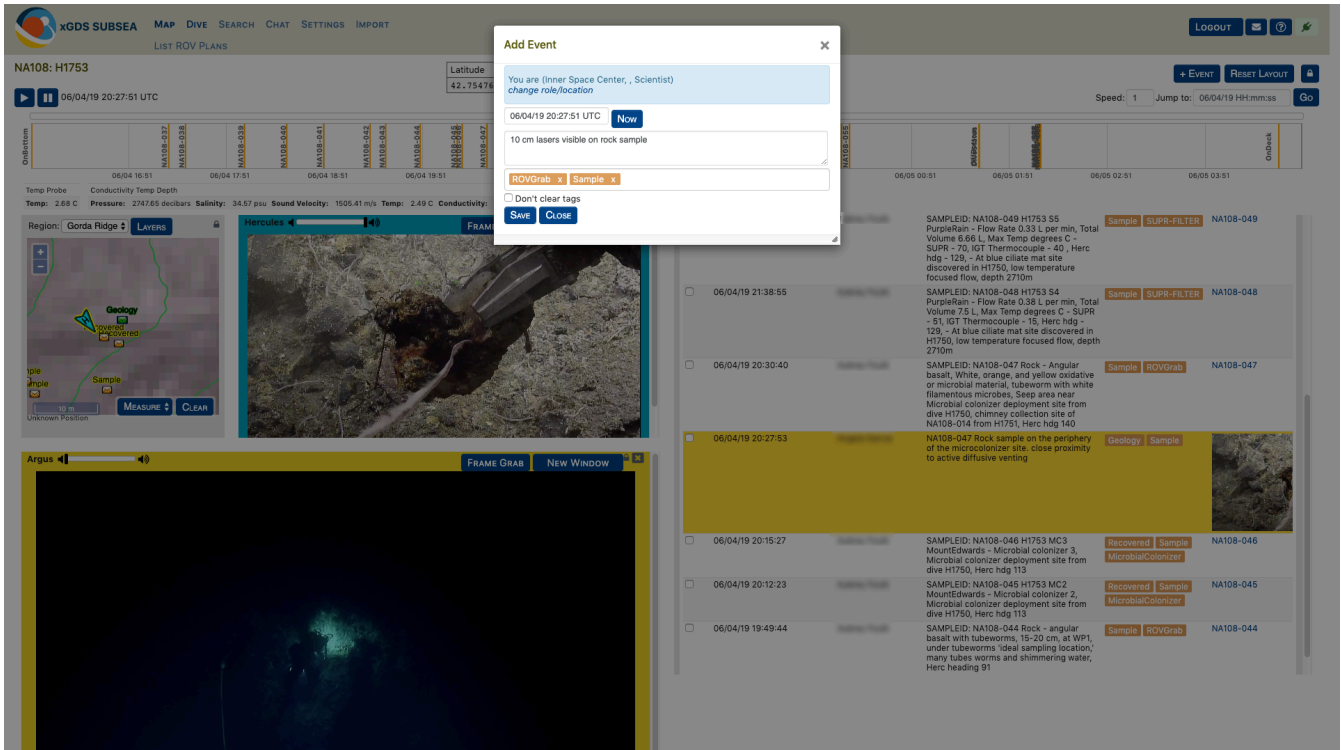 xGDS SUBSEA
MAP DIVE SEARCH CHAT SETTINGS IMPORT
LIST ROV PLANS
LOGOUT
NA108: H1753
06/04/19 20:27:51 UTC
Latitude
42.75476
+ EVENT RESET LAYOUT
Speed: 1 Jump to: 06/04/19 HH:mm:ss Go
Add Event ×
You are (Inner Space Center, , Scientist)
change role/location
06/04/19 20:27:51 UTC Now
10 cm lasers visible on rock sample
ROVGrab x Sample x
Don't clear tags
SAVE CLOSE
OnBottom NA108-037 NA108-038 NA108-039 NA108-040 NA108-041 NA108-042 NA108-043 NA108-044 NA108-047 NA108-055 OnDeck
06/04 16:51 06/04 17:51 06/04 18:51 06/04 19:51 06/05 00:51 06/05 01:51 06/05 02:51 06/05 03:51
Temp Probe Conductivity Temp Depth
Temp: 2.68 C Pressure: 2747.65 decibars Salinity: 34.57 psu Sound Velocity: 1505.41 m/s Temp: 2.49 C Conductivity:
Region: Gorda Ridge LAYERS
+
−
Geology
Recovered
Sample
10 m
MEASURE CLEAR
Unknown Position
Hercules
FRAM
Argus
FRAME GRAB NEW WINDOW
SAMPLEID: NA108-049 H1753 S5
PurpleRain - Flow Rate 0.33 L per min, Total
Volume 6.66 L, Max Temp degrees C -
SUPR - 70, IGT Thermocouple - 40 , Herc
hdg - 129, - At blue ciliate mat site
discovered in H1750, low temperature
focused flow, depth 2710m
Sample SUPR-FILTER
NA108-049
06/04/19 21:38:55
SAMPLEID: NA108-048 H1753 S4
PurpleRain - Flow Rate 0.38 L per min, Total
Volume 7.5 L, Max Temp degrees C - SUPR
- 51, IGT Thermocouple - 15, Herc hdg -
129, - At blue ciliate mat site discovered in
H1750, low temperature focused flow, depth
2710m
Sample SUPR-FILTER
NA108-048
06/04/19 20:30:40
SAMPLEID: NA108-047 Rock - Angular
basalt, White, orange, and yellow oxidative
or microbial material, tubeworm with white
filamentous microbes, Seep area near
Microbial colonizer deployment site from
dive H1750, chimney collection site of
NA108-014 from H1751, Herc hdg 140
Sample ROVGrab
NA108-047
06/04/19 20:27:53
NA108-047 Rock sample on the periphery
of the microcolonizer site. close proximity
to active diffusive venting
Geology Sample
06/04/19 20:15:27
SAMPLEID: NA108-046 H1753 MC3
MountEdwards - Microbial colonizer 3,
Microbial colonizer deployment site from
dive H1750, Herc hdg 113
Recovered Sample
MicrobialColonizer
NA108-046
06/04/19 20:12:23
SAMPLEID: NA108-045 H1753 MC2
MountEdwards - Microbial colonizer 2,
Microbial colonizer deployment site from
dive H1750, Herc hdg 113
Recovered Sample
MicrobialColonizer
NA108-045
06/04/19 19:49:44
SAMPLEID: NA108-044 Rock - angular
basalt with tubeworms, 15-20 cm, at WP1,
under tubeworms 'ideal sampling location,'
many tubes worms and shimmering water,
Herc heading 91
Sample ROVGrab
NA108-044